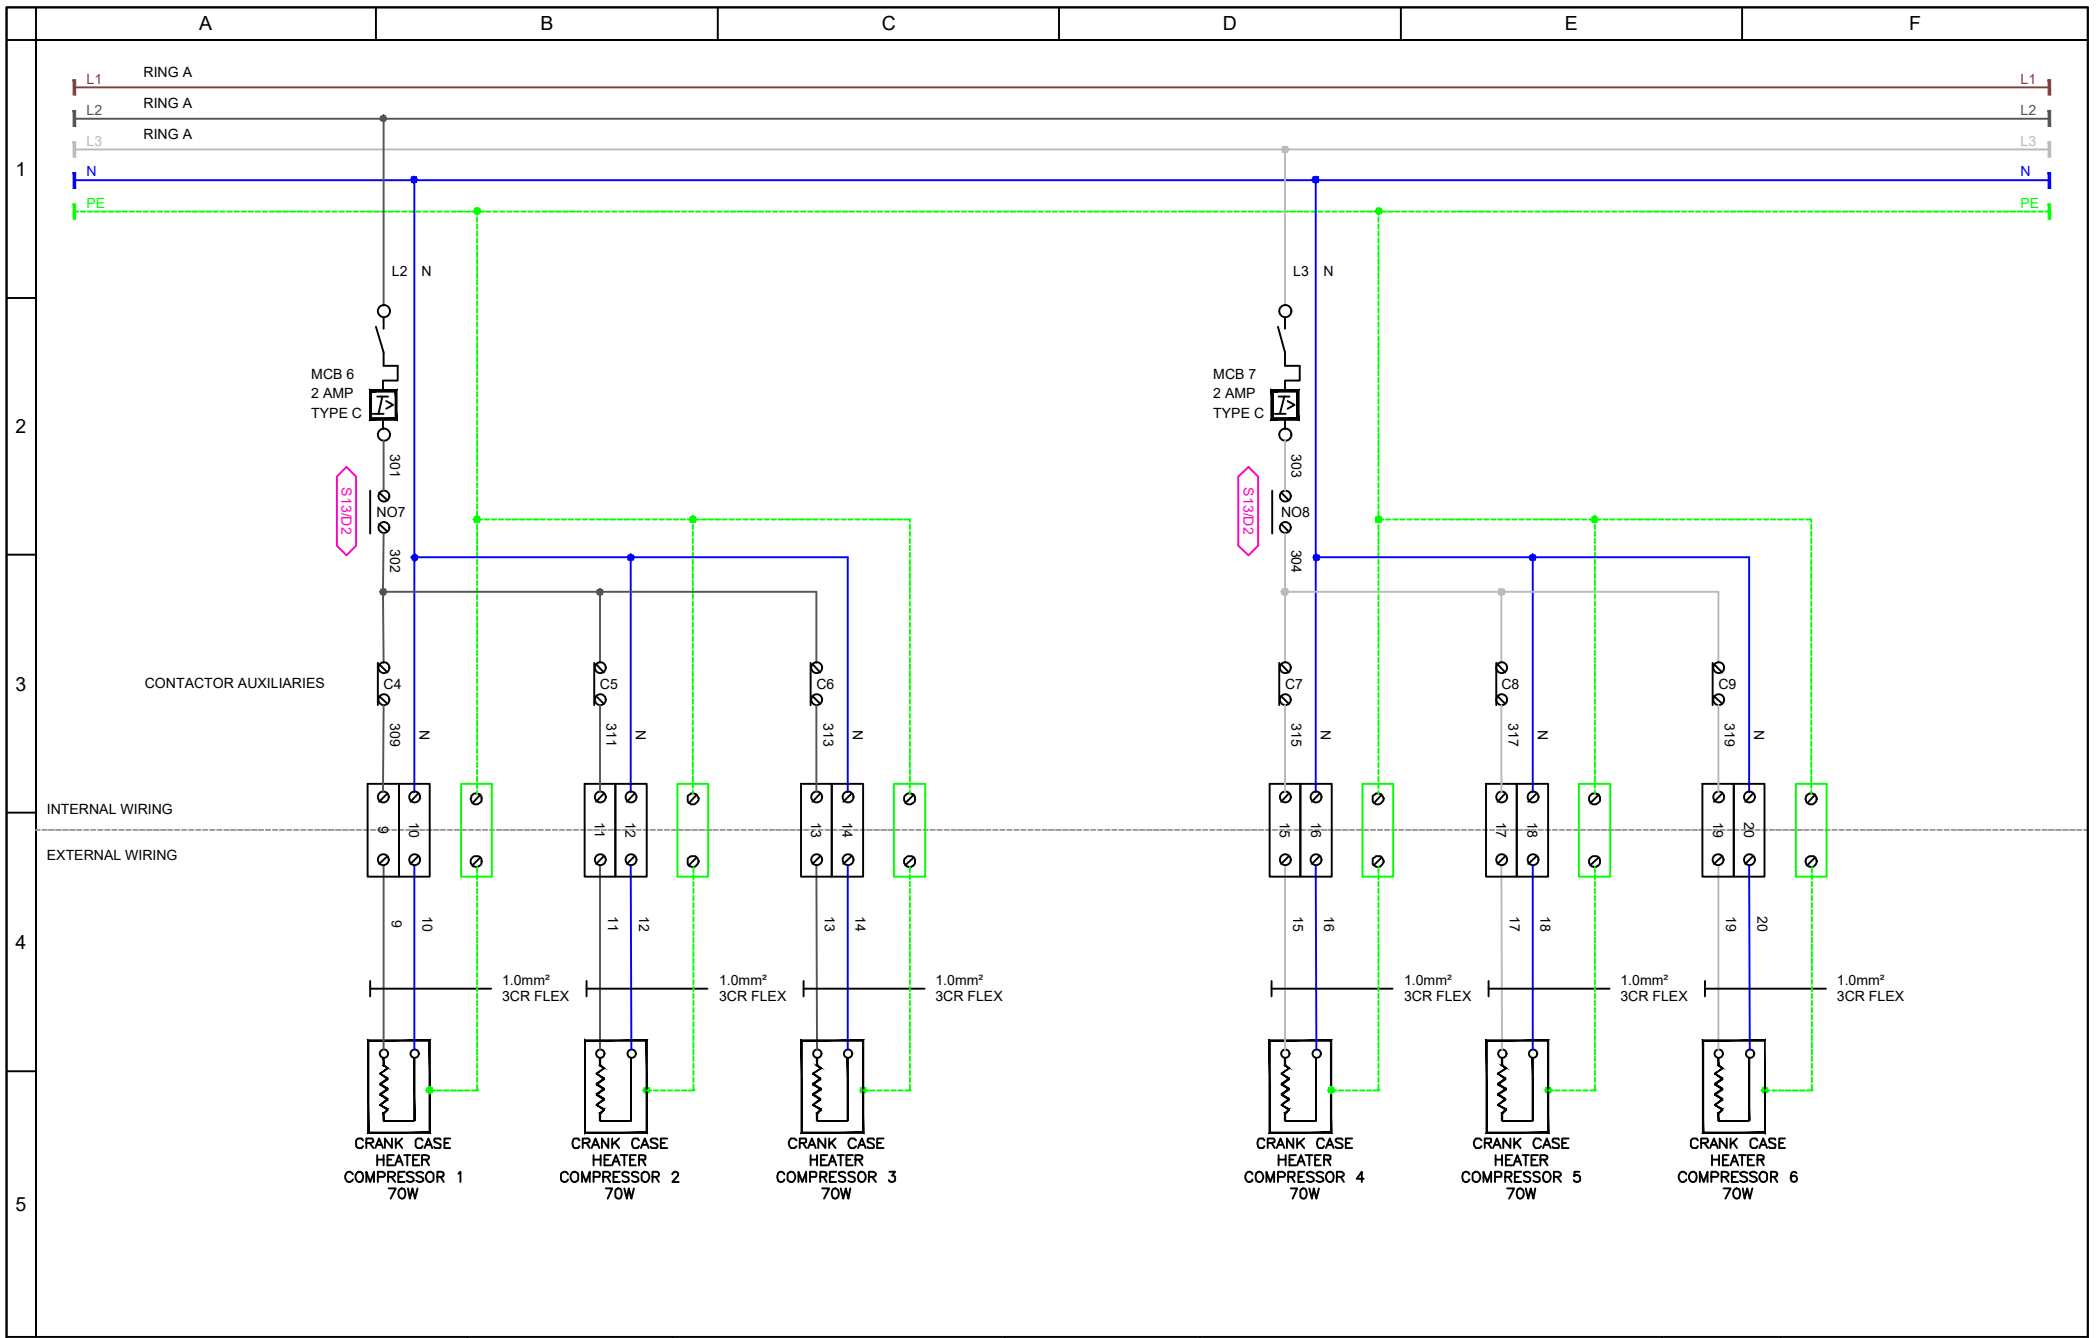 A B C D E F
L1 RING A L1
L2 RING A L2
L3 RING A L3
1
N N
PE PE
L2 N L3 N
MCB 6
2 AMP
TYPE C
MCB 7
2 AMP
TYPE C
2
301 303
S13/D2 NO7 S13/D2 NO8
302 304
3
CONTACTOR AUXILIARIES C4 C5 C6 C7 C8 C9
309 N 311 N 313 N 315 N 317 N 319 N
INTERNAL WIRING
9 10 11 12 13 14 15 16 17 18 19 20
EXTERNAL WIRING
9 10 11 12 13 14 15 16 17 18 19 20
4
1.0mm²
3CR FLEX
1.0mm²
3CR FLEX
1.0mm²
3CR FLEX
1.0mm²
3CR FLEX
1.0mm²
3CR FLEX
1.0mm²
3CR FLEX
CRANK CASE
HEATER
COMPRESSOR 1
70W
CRANK CASE
HEATER
COMPRESSOR 2
70W
CRANK CASE
HEATER
COMPRESSOR 3
70W
CRANK CASE
HEATER
COMPRESSOR 4
70W
CRANK CASE
HEATER
COMPRESSOR 5
70W
CRANK CASE
HEATER
COMPRESSOR 6
70W
5